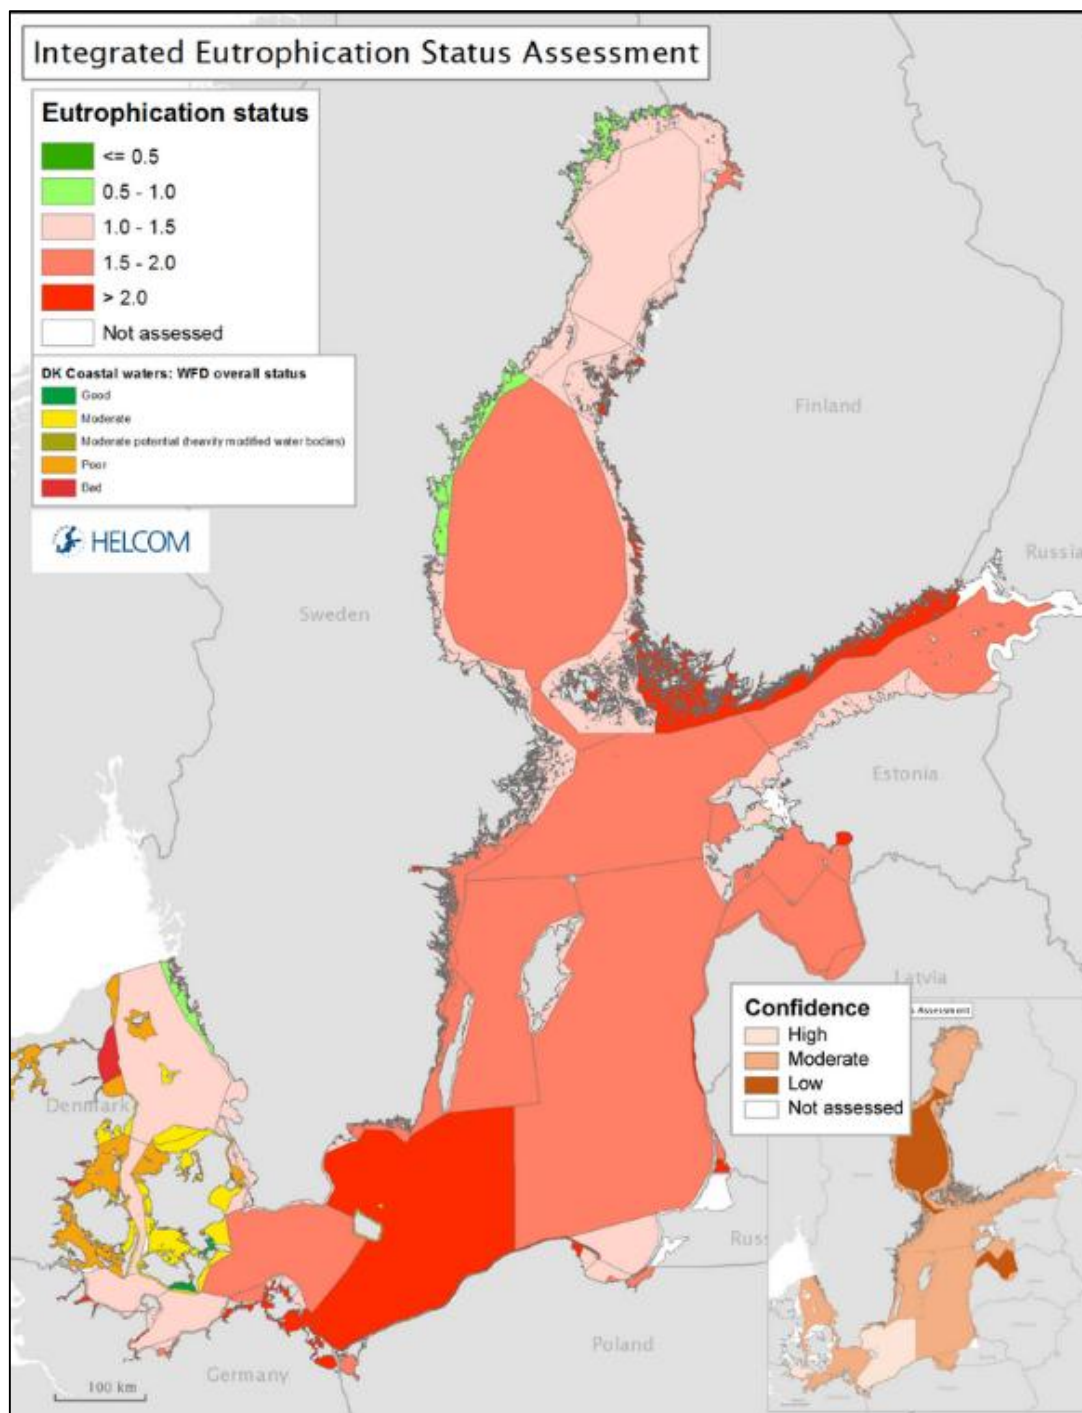 Integrated Eutrophication Status Assessment
Eutrophication status
<= 0.5
0.5 - 1.0
1.0 - 1.5
1.5 - 2.0
> 2.0
Not assessed
DK Coastal waters: WFD overall status
Good
Moderate
Moderate potential (heavily modified water bodies)
Poor
Bad
HELCOM
Finland
Russia
Sweden
Estonia
Latvia
Confidence
High
Moderate
Low
Not assessed
s Assessment
Denmark
Russ
Poland
Germany
100 km